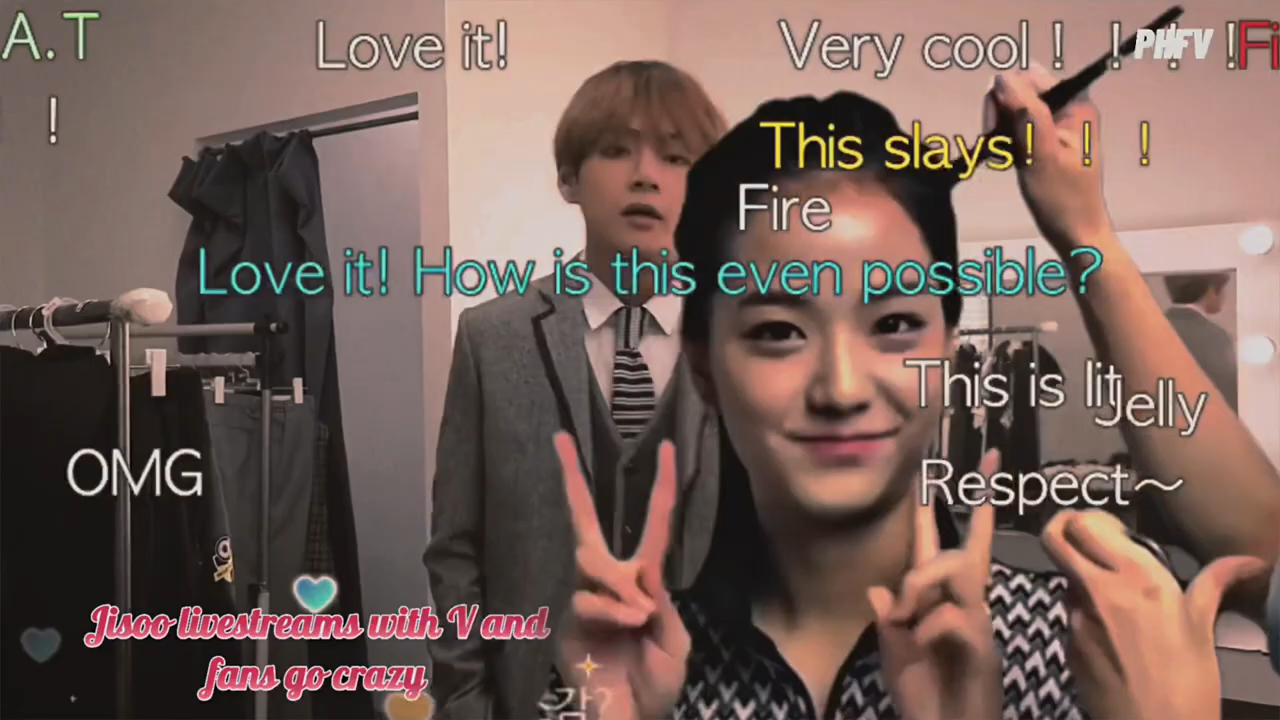 A.T
Love it!
Very cool！！！！
PHFV
Fi
！
This slays！！！
Fire
Love it! How is this even possible?
This is lit
Jelly
OMG
Respect～
Jisoo livestreams with V and
fans go crazy